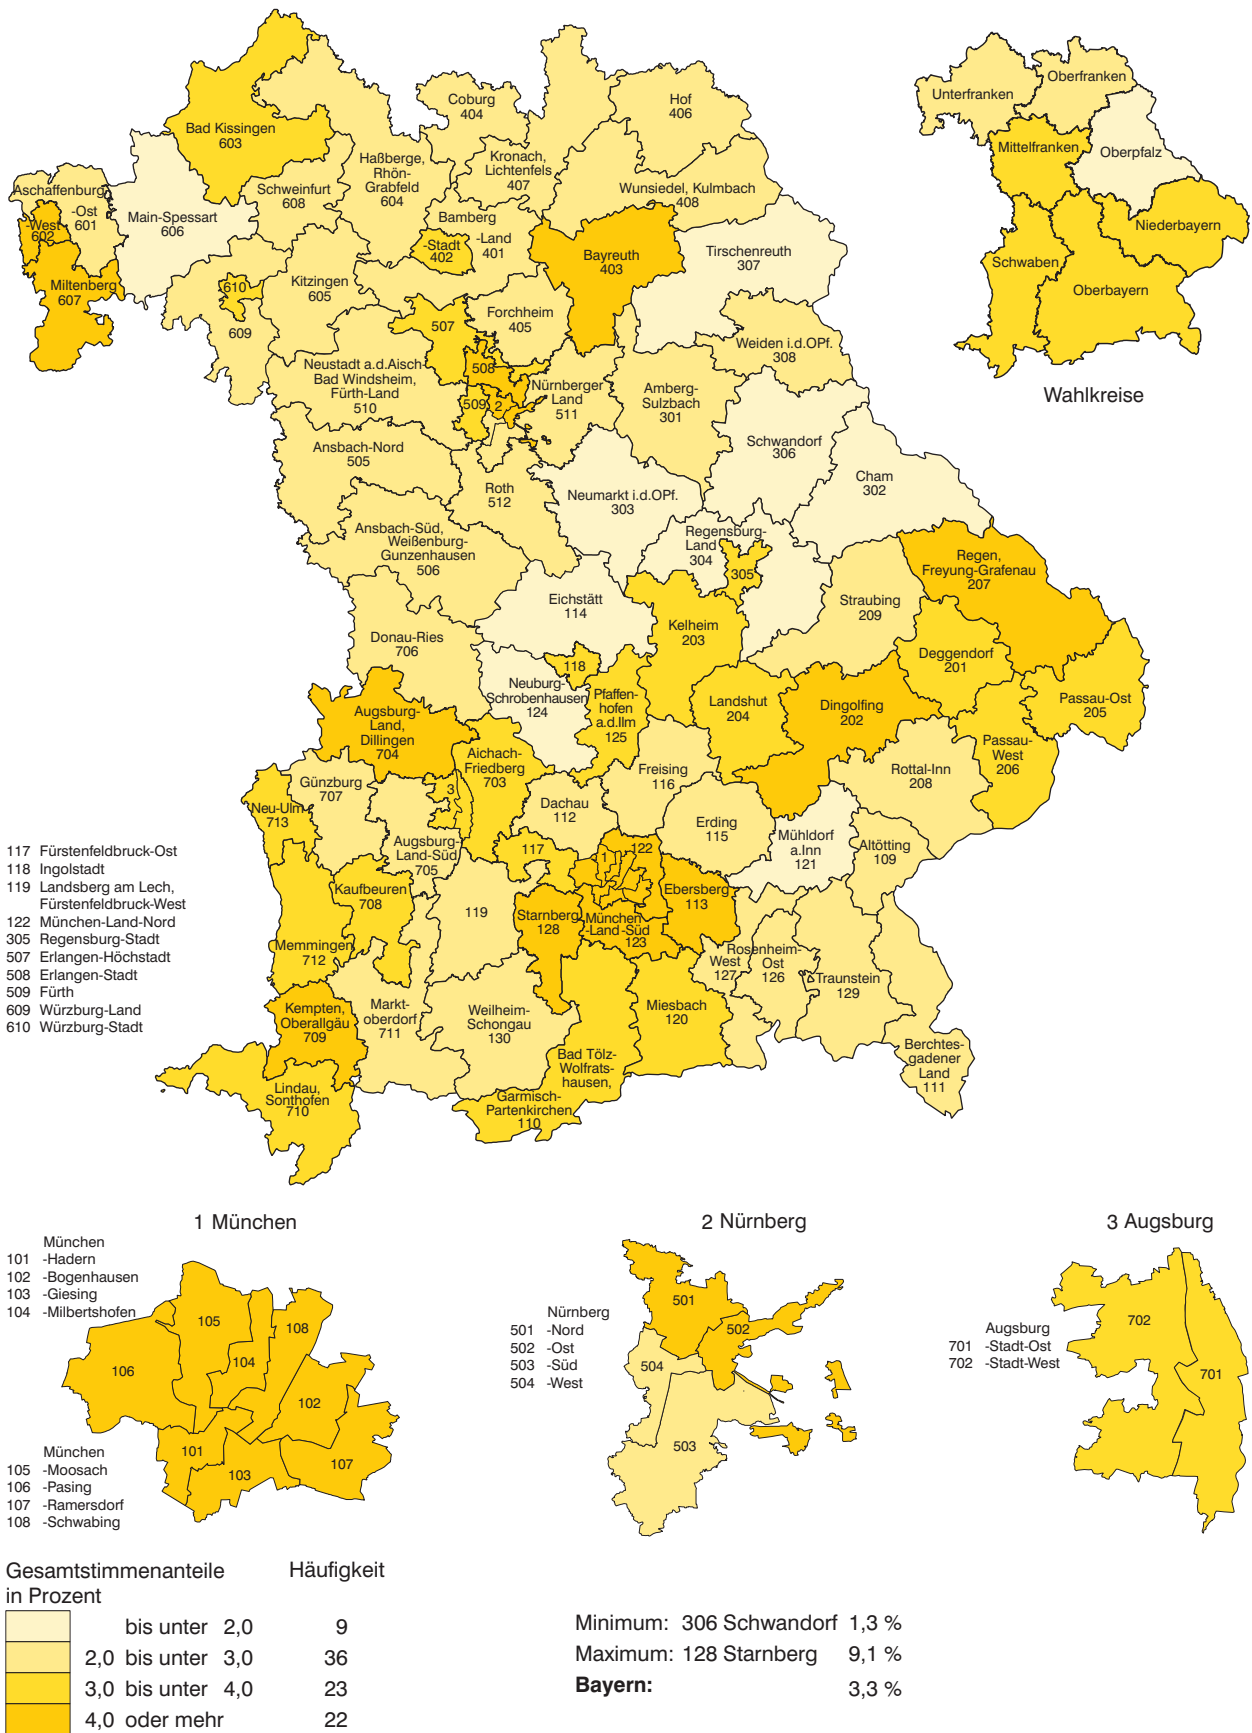 Coburg
404
Hof
406
Oberfranken
Unterfranken
Bad Kissingen
603
Mittelfranken
Oberpfalz
Haßberge,
Rhön-
Grabfeld
604
Kronach,
Lichtenfels
407
Aschaffenburg
-Ost
601
-West
602
Schweinfurt
608
Wunsiedel, Kulmbach
408
Main-Spessart
606
Bamberg
-Land
401
-Stadt
402
Niederbayern
Bayreuth
403
Tirschenreuth
307
Schwaben
Oberbayern
Miltenberg
607
610
Kitzingen
605
609
507
Forchheim
405
Weiden i.d.OPf.
308
Neustadt a.d.Aisch-
Bad Windsheim,
Fürth-Land
510
508
509
2
Nürnberger
Land
511
Amberg-
Sulzbach
301
Wahlkreise
Ansbach-Nord
505
Schwandorf
306
Cham
302
Roth
512
Neumarkt i.d.OPf.
303
Ansbach-Süd,
Weißenburg-
Gunzenhausen
506
Regensburg-
Land
304
305
Regen,
Freyung-Grafenau
207
Eichstätt
114
Straubing
209
Kelheim
203
Donau-Ries
706
Deggendorf
201
118
Neuburg-
Schrobenhausen
124
Pfaffen-
hofen
a.d.Ilm
125
Landshut
204
Dingolfing
202
Passau-Ost
205
Augsburg-
Land,
Dillingen
704
Passau-
West
206
Aichach-
Friedberg
703
Freising
116
Rottal-Inn
208
Günzburg
707
3
Neu-Ulm
713
Dachau
112
Erding
115
Mühldorf
a.Inn
121
Altötting
109
Augsburg-
Land-Süd
705
117
1
122
117 Fürstenfeldbruck-Ost
118 Ingolstadt
119 Landsberg am Lech,
Fürstenfeldbruck-West
122 München-Land-Nord
305 Regensburg-Stadt
507 Erlangen-Höchstadt
508 Erlangen-Stadt
509 Fürth
609 Würzburg-Land
610 Würzburg-Stadt
Kaufbeuren
708
119
Starnberg
128
München
-Land-Süd
123
Ebersberg
113
Memmingen
712
Rosenheim-
West
127
Ost
126
Traunstein
129
Kempten,
Oberallgäu
709
Markt-
oberdorf
711
Weilheim-
Schongau
130
Miesbach
120
Berchtes-
gadener
Land
111
Bad Tölz-
Wolfrats-
hausen,
Garmisch-
Partenkirchen
110
Lindau,
Sonthofen
710
1 München
München
101 -Hadern
102 -Bogenhausen
103 -Giesing
104 -Milbertshofen
105
108
104
106
102
101
103
107
München
105 -Moosach
106 -Pasing
107 -Ramersdorf
108 -Schwabing
2 Nürnberg
Nürnberg
501 -Nord
502 -Ost
503 -Süd
504 -West
501
502
504
503
3 Augsburg
Augsburg
701 -Stadt-Ost
702 -Stadt-West
702
701
Gesamtstimmenanteile
in Prozent
Häufigkeit
bis unter 2,0 9
2,0 bis unter 3,0 36
3,0 bis unter 4,0 23
4,0 oder mehr 22
Minimum: 306 Schwandorf 1,3 %
Maximum: 128 Starnberg 9,1 %
Bayern: 3,3 %